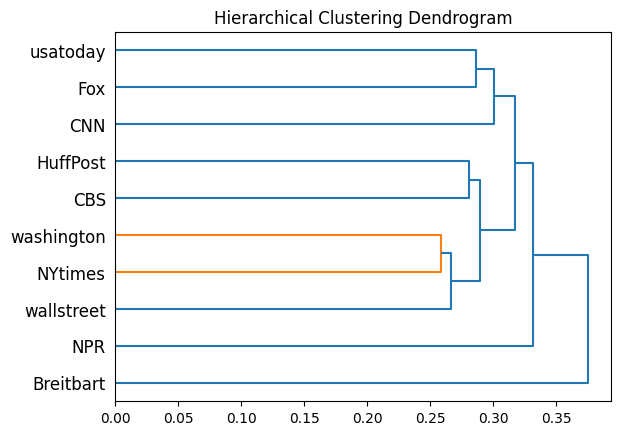 Hierarchical Clustering Dendrogram
usatoday
Fox
CNN
HuffPost
CBS
washington
NYtimes
wallstreet
NPR
Breitbart
0.00 0.05 0.10 0.15 0.20 0.25 0.30 0.35